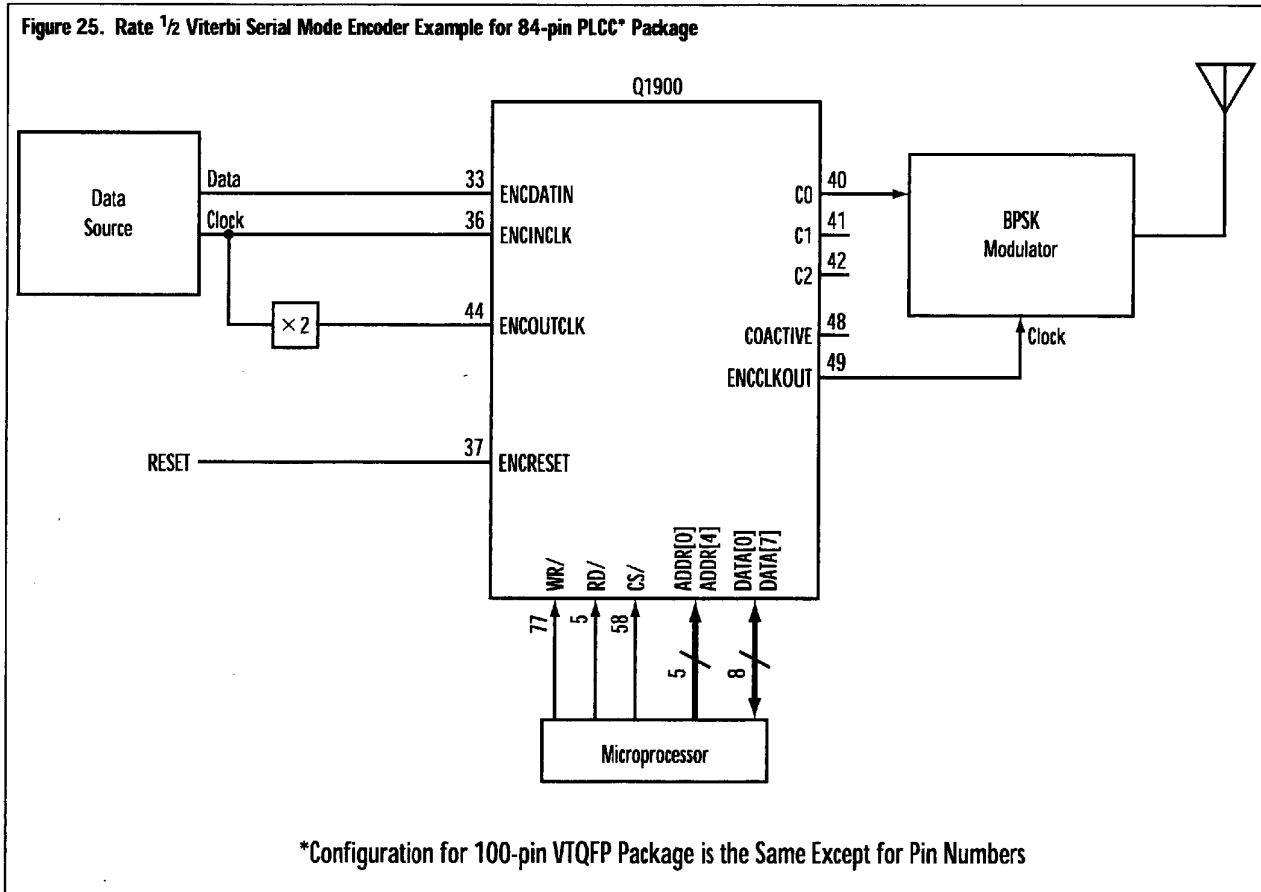 Figure 25. Rate 1/2 Viterbi Serial Mode Encoder Example for 84-pin PLCC* Package
Q1900
Data
Source
Data
Clock
×2
33
36
44
37
ENCDATIN
ENCINCLK
ENCOUTCLK
ENCRESET
RESET
C0
C1
C2
COACTIVE
ENCCLKOUT
40
41
42
48
49
BPSK
Modulator
Clock
WR/
RD/
CS/
ADDR[0]
ADDR[4]
DATA[0]
DATA[7]
77
5
58
5
8
Microprocessor
*Configuration for 100-pin VTQFP Package is the Same Except for Pin Numbers